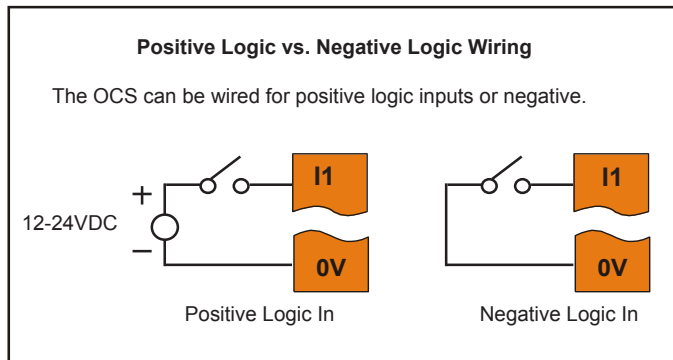 Positive Logic vs. Negative Logic Wiring
The OCS can be wired for positive logic inputs or negative.
I1
+
12-24VDC
–
0V
Positive Logic In
I1
0V
Negative Logic In